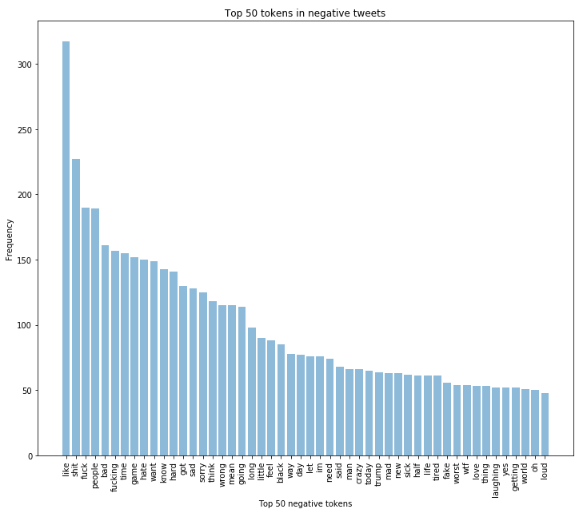 Top 50 tokens in negative tweets
Frequency
300
250
200
150
100
50
0
like
shit
fuck
people
bad
fucking
time
game
hate
want
know
hard
got
sad
sorry
think
wrong
mean
going
long
little
feel
black
way
day
let
im
need
said
man
crazy
today
trump
mad
new
sick
half
life
tired
fake
worst
wtf
love
thing
laughing
yes
getting
world
oh
loud
Top 50 negative tokens